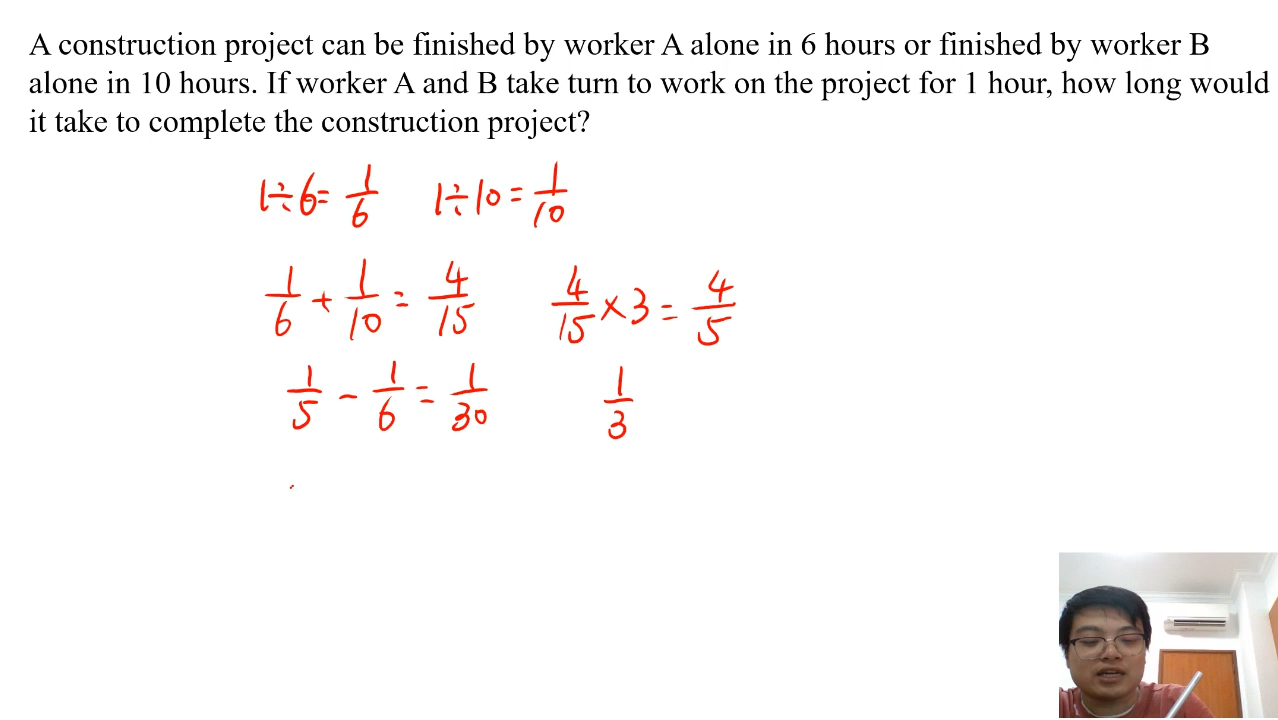 A construction project can be finished by worker A alone in 6 hours or finished by worker B
alone in 10 hours. If worker A and B take turn to work on the project for 1 hour, how long would
it take to complete the construction project?
1÷6=1/6 1÷10=1/10
1/6+1/10=4/15 4/15×3=4/5
1/5-1/6=1/30 1/3